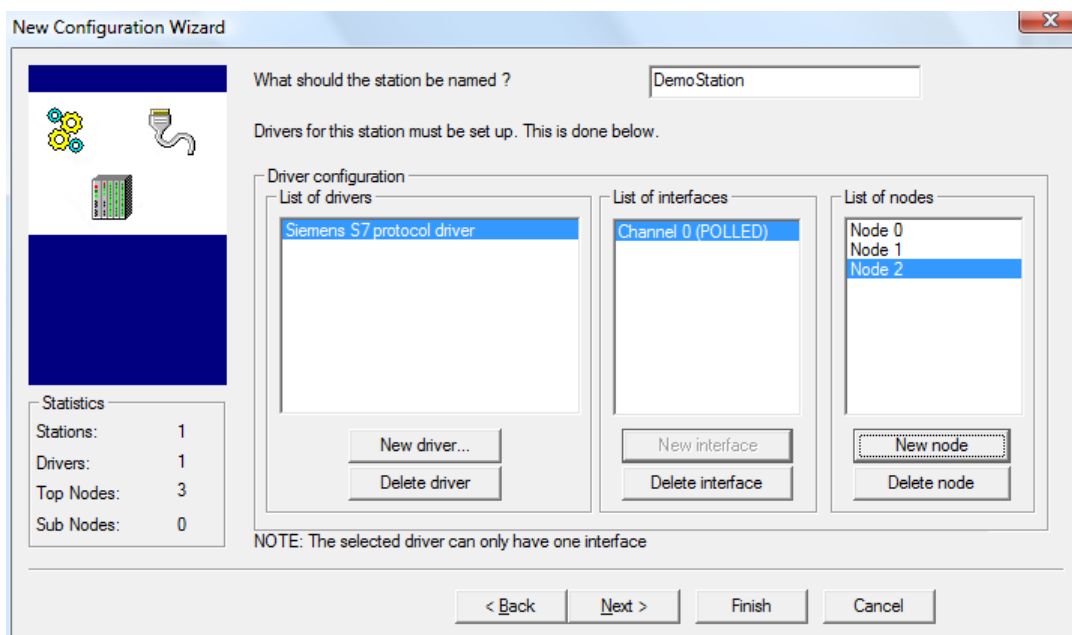 New Configuration Wizard
X
What should the station be named ?
DemoStation
Drivers for this station must be set up. This is done below.
Driver configuration
List of drivers
Siemens S7 protocol driver
New driver...
Delete driver
List of interfaces
Channel 0 (POLLED)
New interface
Delete interface
List of nodes
Node 0
Node 1
Node 2
New node
Delete node
Statistics
Stations: 1
Drivers: 1
Top Nodes: 3
Sub Nodes: 0
NOTE: The selected driver can only have one interface
< Back
Next >
Finish
Cancel